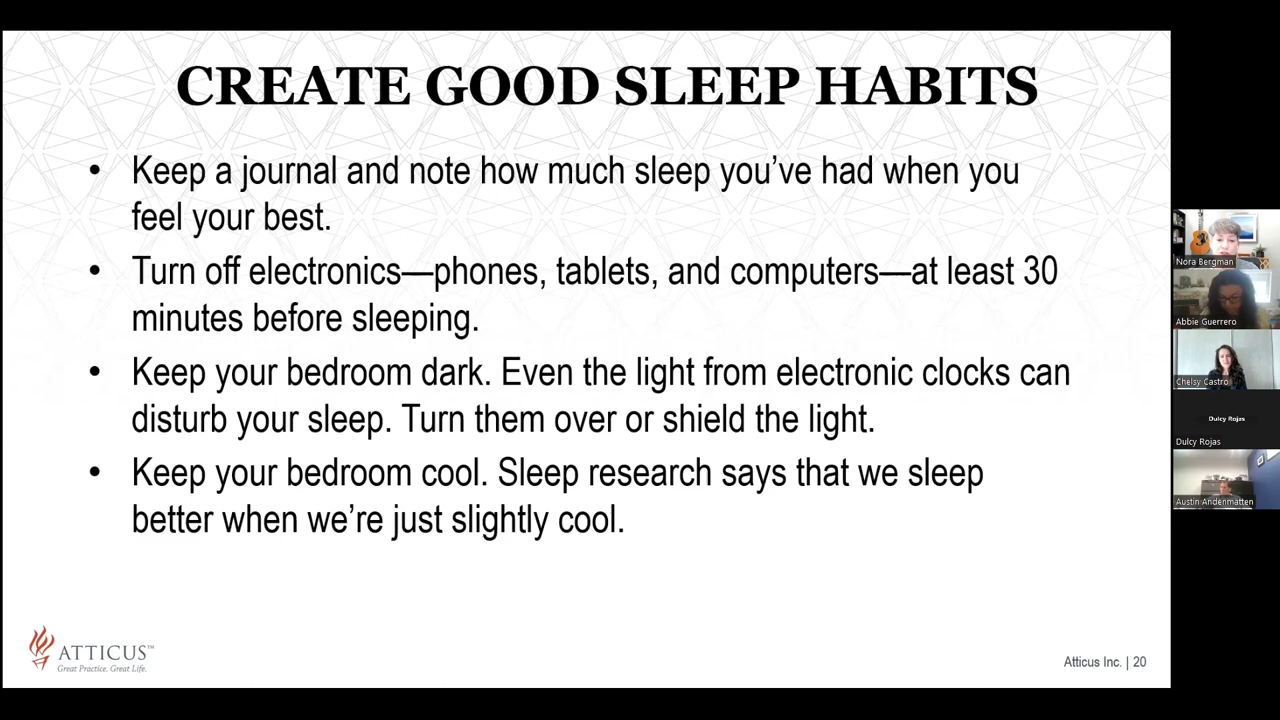 CREATE GOOD SLEEP HABITS
• Keep a journal and note how much sleep you’ve had when you
feel your best.
• Turn off electronics—phones, tablets, and computers—at least 30
minutes before sleeping.
• Keep your bedroom dark. Even the light from electronic clocks can
disturb your sleep. Turn them over or shield the light.
• Keep your bedroom cool. Sleep research says that we sleep
better when we’re just slightly cool.
ATTICUS™
Great Practice. Great Life.
Atticus Inc. | 20
Nora Bergman
Abbie Guerrero
Chelsy Castro
Dulcy Rojas
Dulcy Rojas
Austin Andenmatten